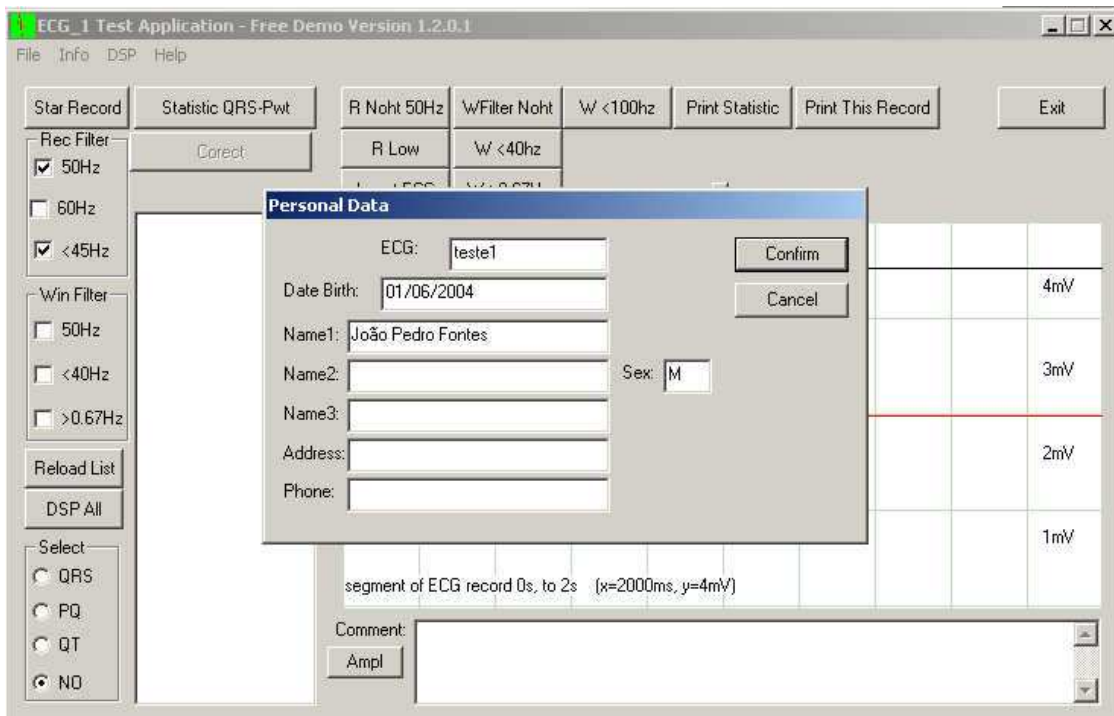 ECG_1 Test Application - Free Demo Version 1.2.0.1
File Info DSP Help
Star Record Statistic QRS-Pwt R Noht 50Hz WFilter Noht W <100hz Print Statistic Print This Record Exit
Rec Filter
Corect R Low W <40hz
50Hz
60Hz
<45Hz
Win Filter
50Hz
<40Hz
>0.67Hz
Reload List
DSP All
Select
QRS
PQ
QT
NO
Personal Data
ECG: teste1 Confirm
Date Birth: 01/06/2004 Cancel
Name1: João Pedro Fontes
Name2: Sex: M
Name3:
Address:
Phone:
4mV
3mV
2mV
1mV
segment of ECG record 0s, to 2s (x=2000ms, y=4mV)
Comment:
Ampl